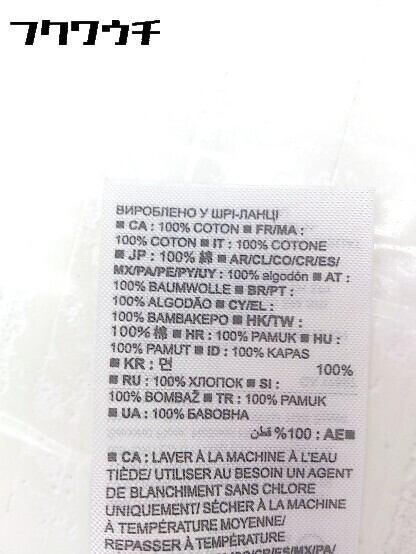 フクワウチ
ВИРОБЛЕНО У ШРІ-ЛАНЦІ
■ CA : 100% COTON ■ FR/MA :
100% COTON ■ IT : 100% COTONE
■ JP : 100% 綿 ■ AR/CL/CO/CR/ES/
MX/PA/PE/PY/UY : 100% algodón ■ AT :
100% BAUMWOLLE ■ BR/PT :
100% ALGODÃO ■ CY/EL :
100% ΒΑΜΒΑΚΕΡΟ ■ HK/TW :
100% 棉 ■ HR : 100% PAMUK ■ HU :
100% PAMUT ■ ID : 100% KAPAS
■ KR : 면 100%
■ RU : 100% ХЛОПОК ■ SI :
100% BOMBAŽ ■ TR : 100% PAMUK
■ UA : 100% БАВОВНА
■AE : 100% قطن
■ CA : LAVER À LA MACHINE À L'EAU
TIÈDE/ UTILISER AU BESOIN UN AGENT
DE BLANCHIMENT SANS CHLORE
UNIQUEMENT/ SÉCHER À LA MACHINE
À TEMPÉRATURE MOYENNE/
REPASSER À TEMPÉRATURE